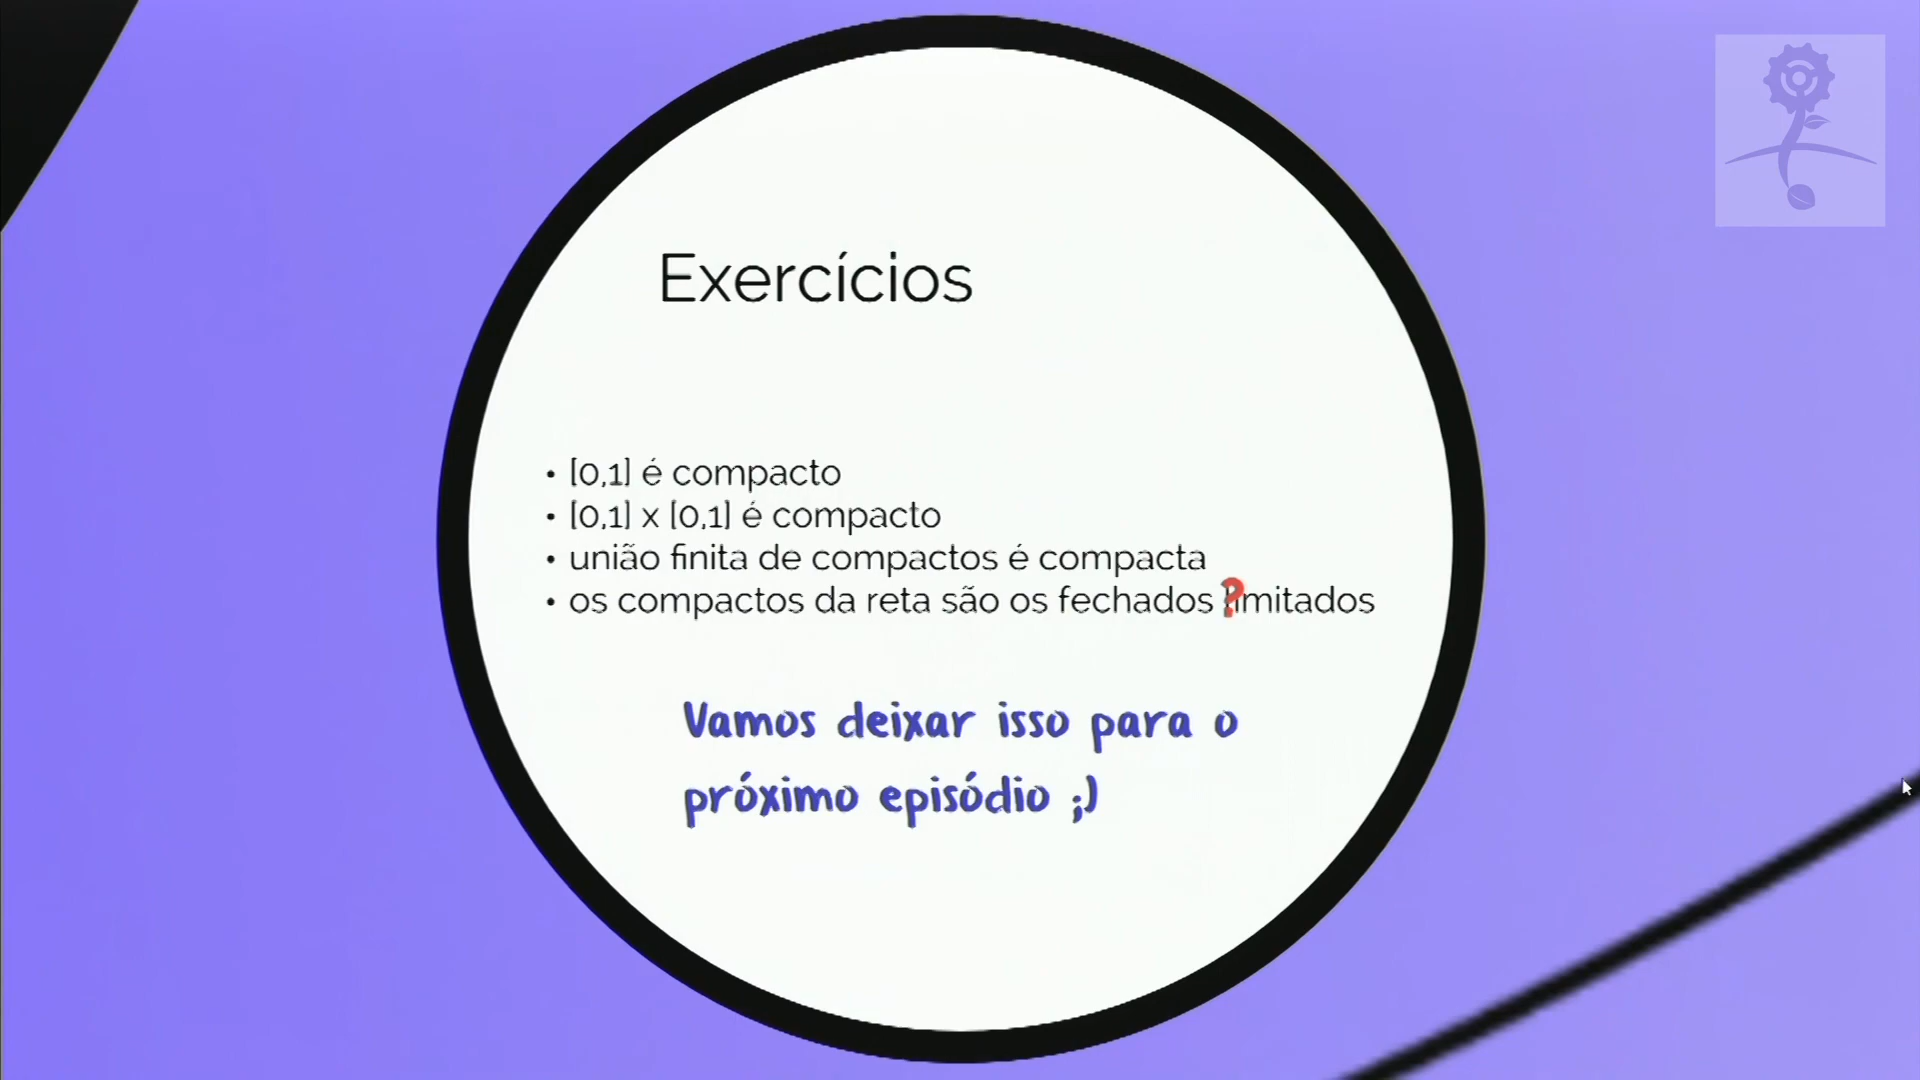 Exercícios
• [0,1] é compacto
• [0,1] x [0,1] é compacto
• união finita de compactos é compacta
• os compactos da reta são os fechados ? limitados
Vamos deixar isso para o
próximo episódio ;)